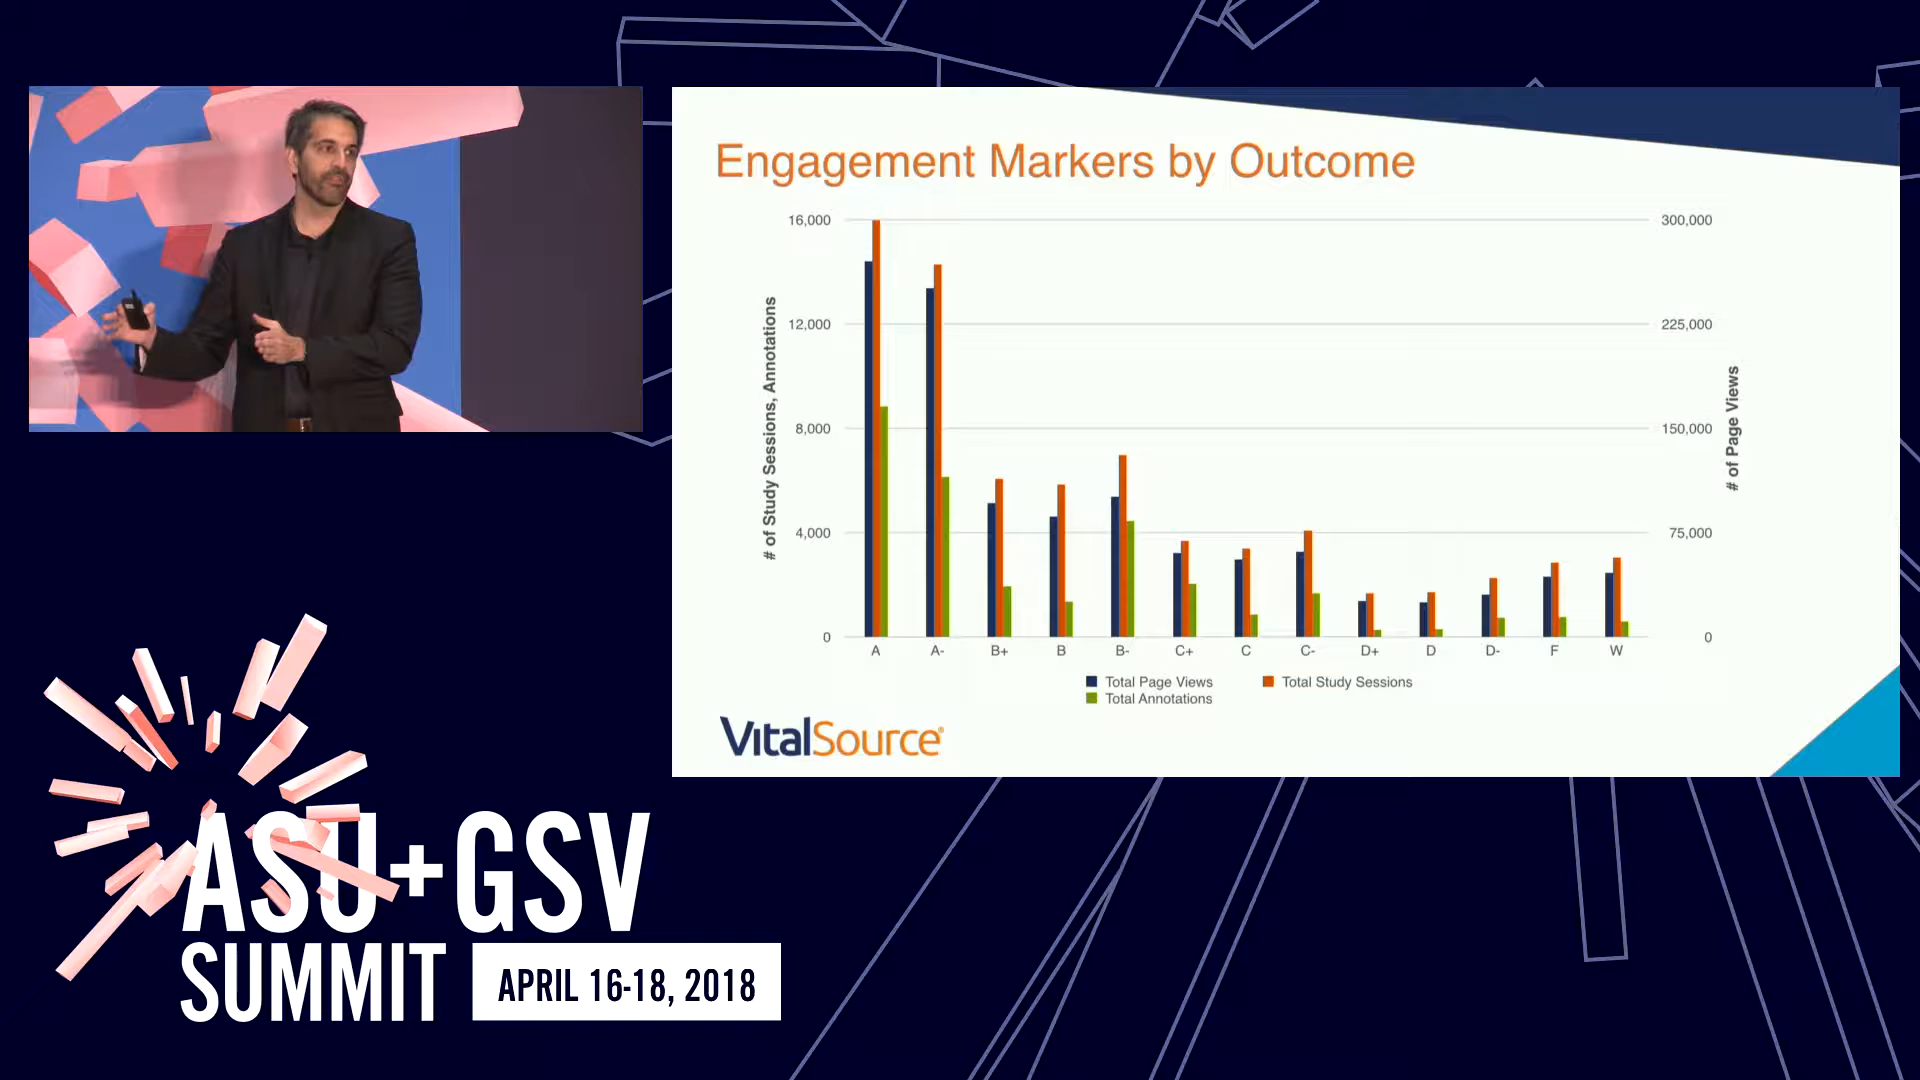 Engagement Markers by Outcome
16,000
12,000
8,000
4,000
0
# of Study Sessions, Annotations
300,000
225,000
150,000
75,000
0
# of Page Views
A A- B+ B B- C+ C C- D+ D D- F W
Total Page Views Total Study Sessions
Total Annotations
VitalSource®
ASU+GSV
SUMMIT APRIL 16-18, 2018